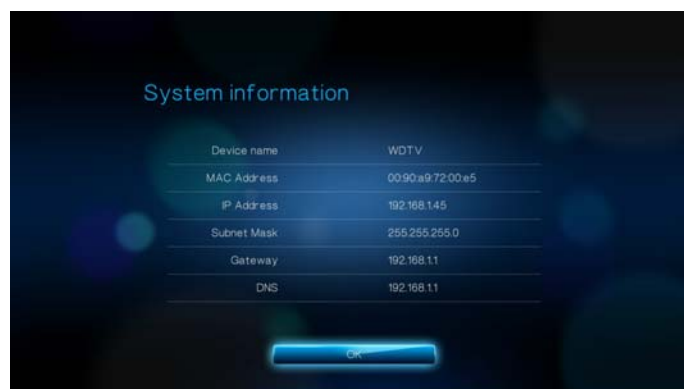 System information
Device name WDTV
MAC Address 00:90:a9:72:00:e5
IP Address 192.168.1.45
Subnet Mask 255.255.255.0
Gateway 192.168.1.1
DNS 192.168.1.1
OK